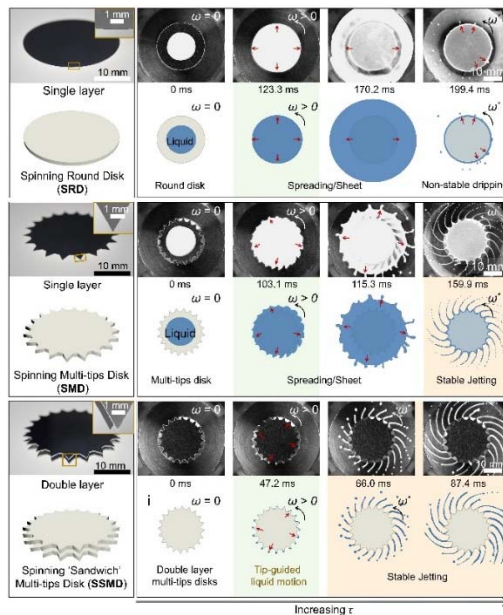 1 mm
10 mm
ω = 0
ω > 0
ω*
10 mm
Single layer
0 ms
123.3 ms
170.2 ms
199.4 ms
ω = 0
ω > 0
ω*
Liquid
Spinning Round Disk
(SRD)
Round disk
Spreading/Sheet
Non-stable dripping
1 mm
10 mm
ω = 0
ω > 0
ω*
10 mm
Single layer
0 ms
103.1 ms
115.3 ms
159.9 ms
ω = 0
ω > 0
ω*
Liquid
Spinning Multi-tips Disk
(SMD)
Multi-tips disk
Spreading/Sheet
Stable Jetting
1 mm
10 mm
ω = 0
ω > 0
ω*
10 mm
Double layer
0 ms
47.2 ms
66.0 ms
87.4 ms
i
ω = 0
ω > 0
ω*
Spinning 'Sandwich'
Multi-tips Disk (SSMD)
Double layer
multi-tips disks
Tip-guided
liquid motion
Stable Jetting
Increasing τ